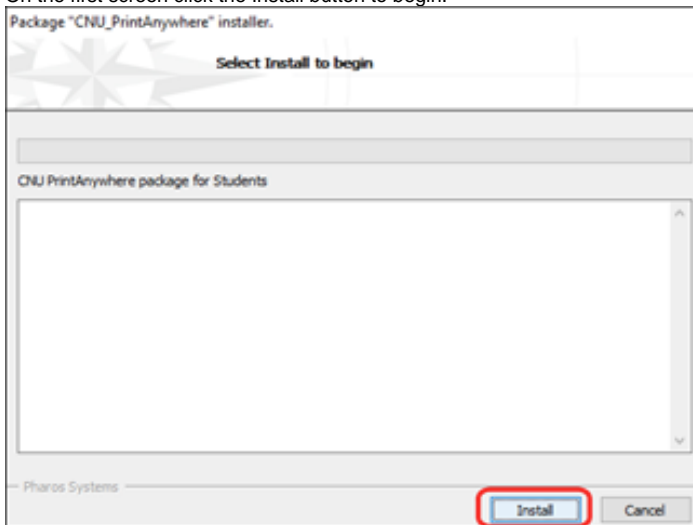 On the first screen click the Install button to begin.
Package "CNU_PrintAnywhere" installer.
Select Install to begin
CNU PrintAnywhere package for Students
Pharos Systems
Install
Cancel